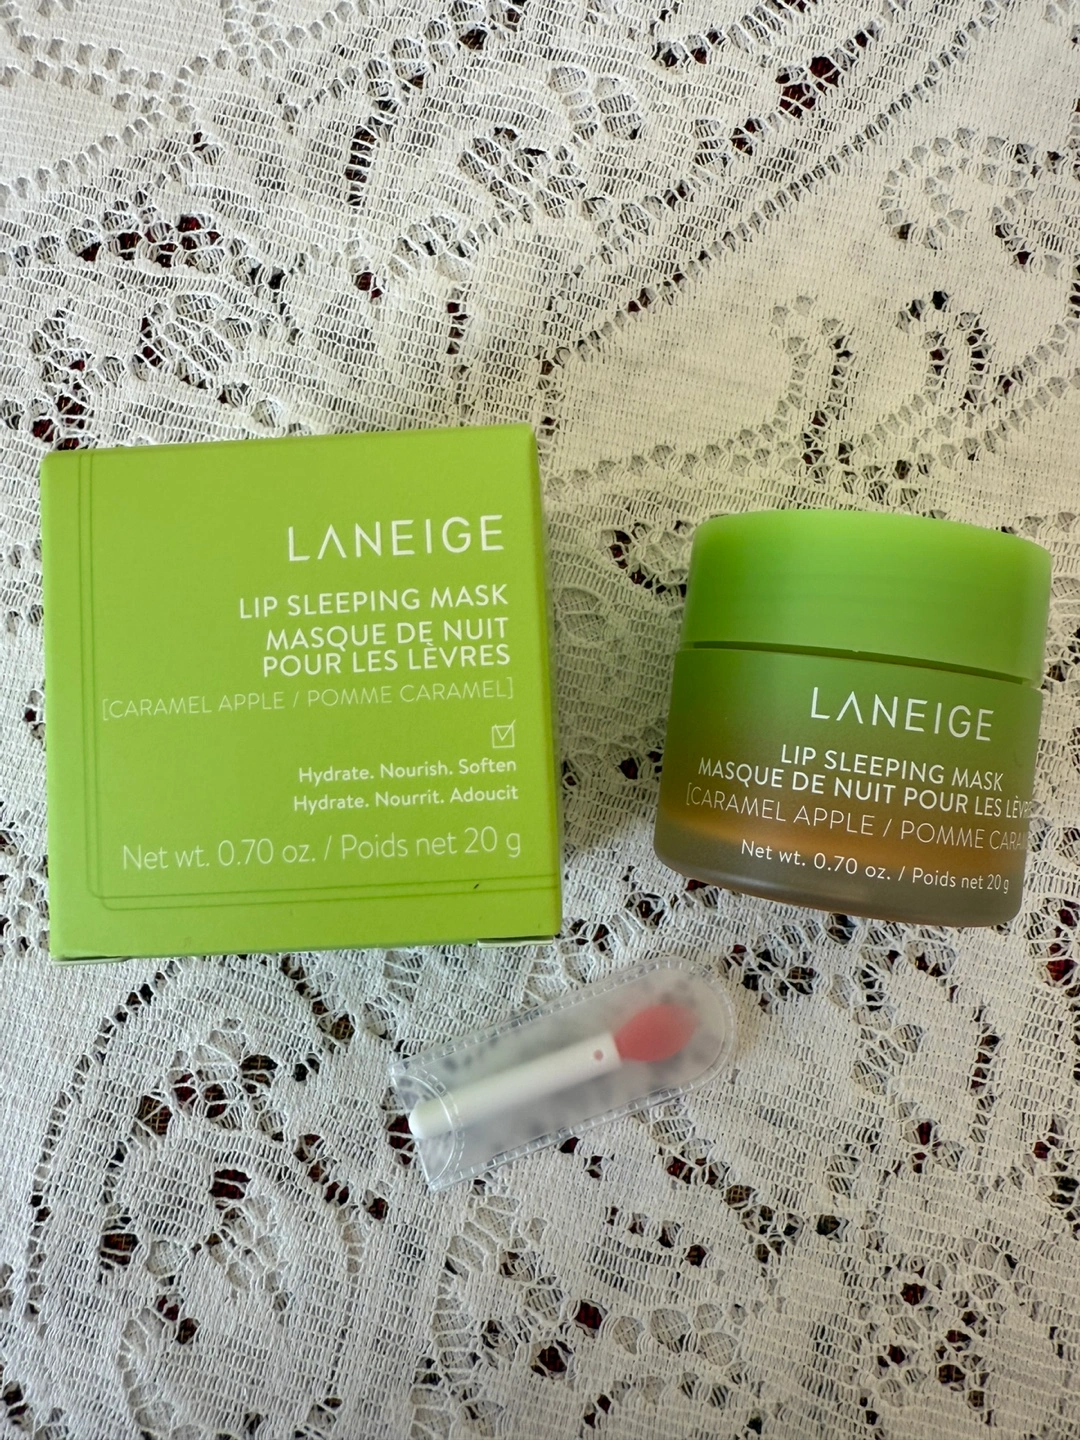 LANEIGE
LIP SLEEPING MASK
MASQUE DE NUIT
POUR LES LÈVRES
[CARAMEL APPLE / POMME CARAMEL]
Hydrate. Nourish. Soften
Hydrate. Nourrit. Adoucit
Net wt. 0.70 oz. / Poids net 20 g
LANEIGE
LIP SLEEPING MASK
MASQUE DE NUIT POUR LES
[CARAMEL APPLE / POMME
Net wt. 0.70 oz. / Poids net 20 g